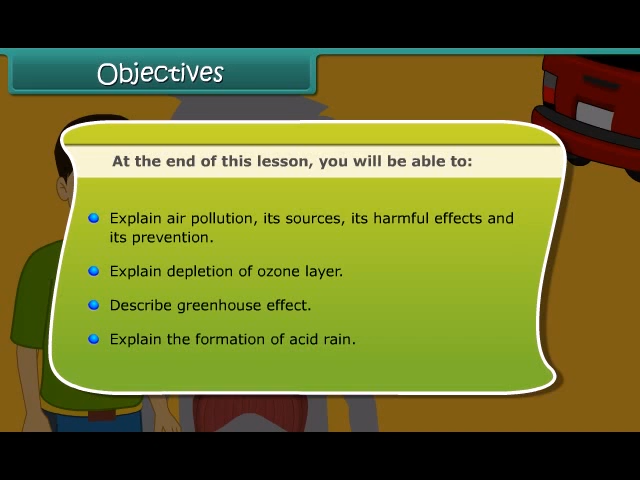 Objectives
At the end of this lesson, you will be able to:
Explain air pollution, its sources, its harmful effects and
its prevention.
Explain depletion of ozone layer.
Describe greenhouse effect.
Explain the formation of acid rain.